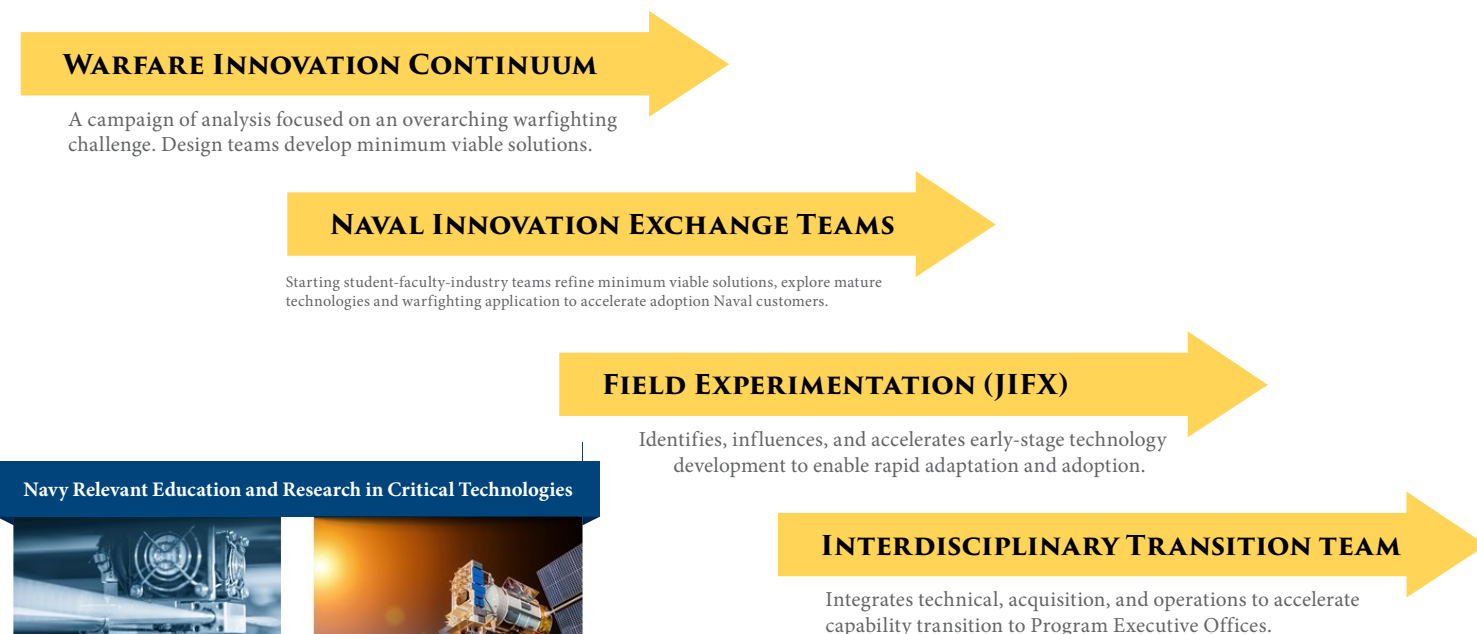 Warfare Innovation Continuum
A campaign of analysis focused on an overarching warfighting
challenge. Design teams develop minimum viable solutions.
Naval Innovation Exchange Teams
Starting student-faculty-industry teams refine minimum viable solutions, explore mature
technologies and warfighting application to accelerate adoption Naval customers.
Field Experimentation (JIFX)
Identifies, influences, and accelerates early-stage technology
development to enable rapid adaptation and adoption.
Navy Relevant Education and Research in Critical Technologies
Interdisciplinary Transition team
Integrates technical, acquisition, and operations to accelerate
capability transition to Program Executive Offices.